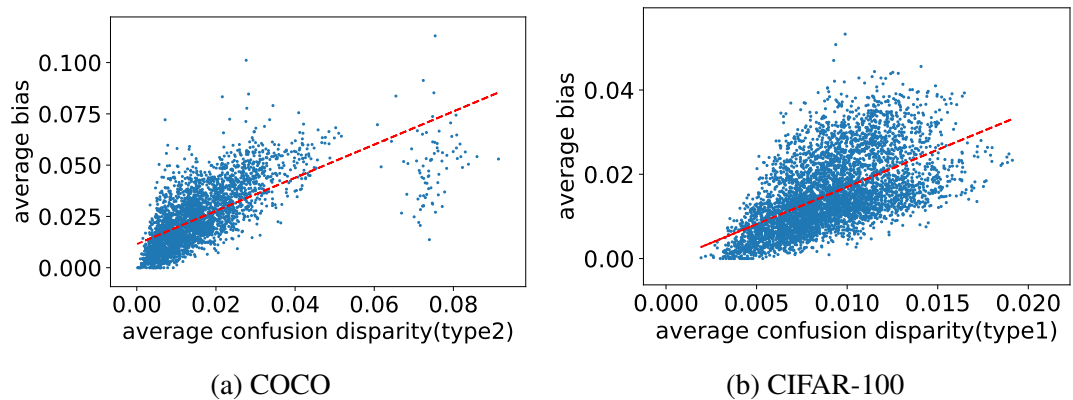 0.100
0.075
0.050
0.025
0.000
average bias
0.00 0.02 0.04 0.06 0.08
average confusion disparity(type2)
(a) COCO
0.04
0.02
0.00
average bias
0.000 0.005 0.010 0.015 0.020
average confusion disparity(type1)
(b) CIFAR-100